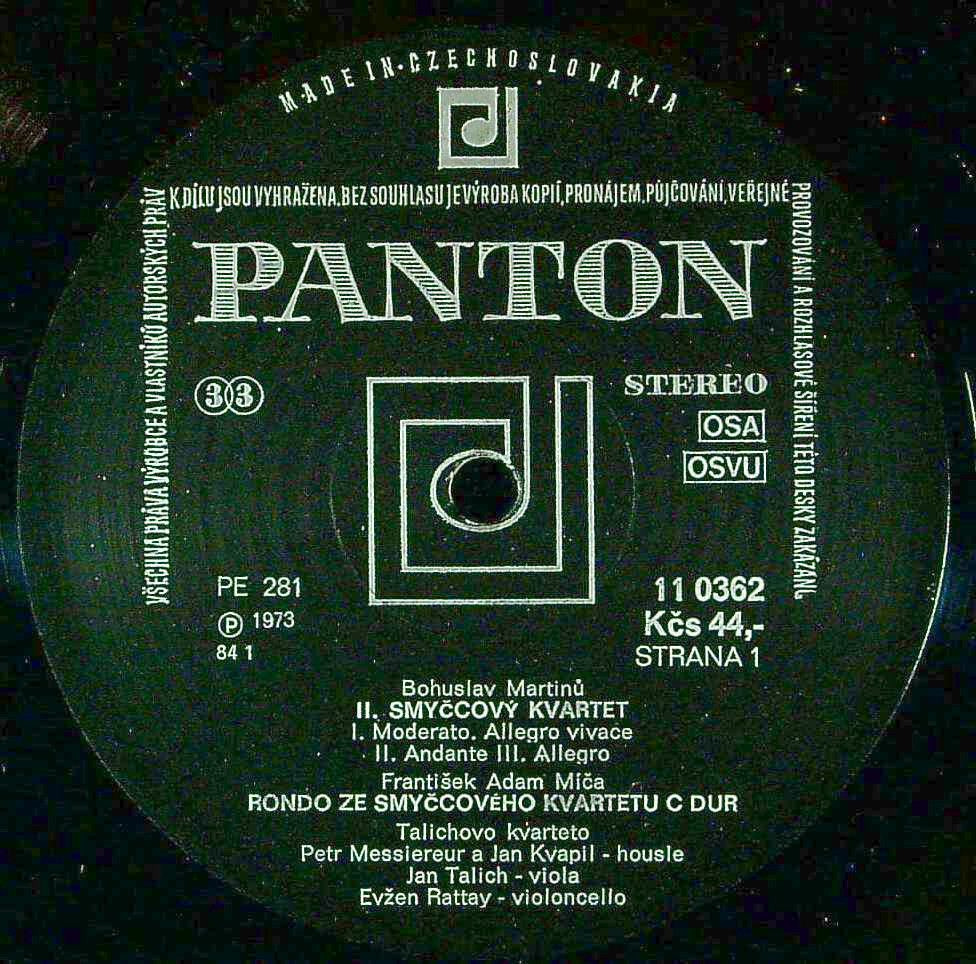 MADE IN·CZECHOSLOVAKIA
VŠECHNA PRÁVA VÝROBCE A VLASTNÍKŮ AUTORSKÝCH PRÁV
K DÍLU JSOU VYHRAŽENA. BEZ SOUHLASU JE VÝROBA KOPIÍ, PRONÁJEM, PŮJČOVÁNÍ, VEŘEJNÉ
PROVOZOVÁNÍ A ROZHLASOVÉ ŠÍŘENÍ TÉTO DESKY ZAKÁZÁNO
PANTON
33
STEREO
OSA
OSVU
PE 281
℗ 1973
84 1
11 0362
Kčs 44,-
STRANA 1
Bohuslav Martinů
II. SMYČCOVÝ KVARTET
I. Moderato. Allegro vivace
II. Andante III. Allegro
František Adam Míča
RONDO ZE SMYČCOVÉHO KVARTETU C DUR
Talichovo kvarteto
Petr Messiereur a Jan Kvapil - housle
Jan Talich - viola
Evžen Rattay - violoncello